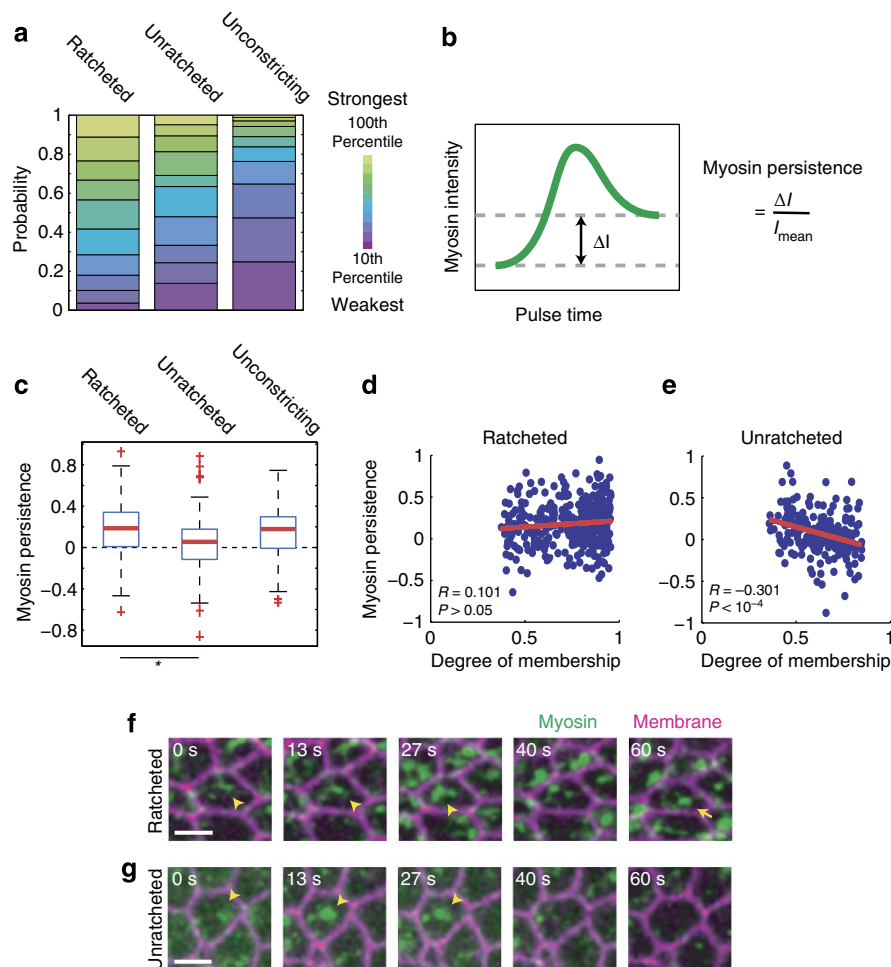 a
Ratcheted
Unratcheted
Unconstricting
Probability
1
0.8
0.6
0.4
0.2
0
Strongest
100th
Percentile
10th
Percentile
Weakest
b
Myosin intensity
ΔI
Pulse time
Myosin persistence
= ΔI
I mean
c
Ratcheted
Unratcheted
Unconstricting
Myosin persistence
0.8
0.4
0
−0.4
−0.8
*
d
Ratcheted
Myosin persistence
1
0.5
0
−0.5
−1
R = 0.101
P > 0.05
0 0.5 1
Degree of membership
e
Unratcheted
1
0.5
0
−0.5
−1
R = −0.301
P < 10⁻⁴
0 0.5 1
Degree of membership
f
Myosin Membrane
Ratcheted
0 s 13 s 27 s 40 s 60 s
g
Unratcheted
0 s 13 s 27 s 40 s 60 s